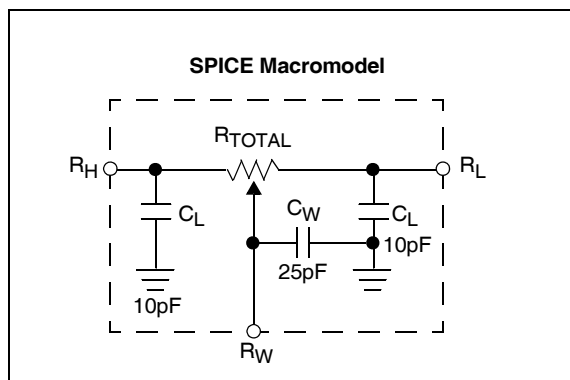 SPICE Macromodel
RTOTAL
RH
RL
CL
CW
CL
10pF
25pF
10pF
RW